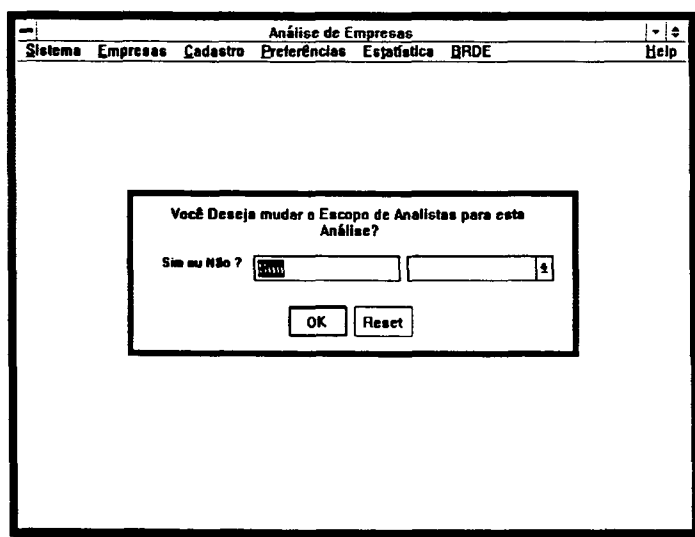 Análise de Empresas
Sistema Empresas Cadastro Preferências Estatística BRDE Help
Você Deseja mudar o Escopo de Analistas para esta
Análise?
Sim ou Não ? Sim
OK Reset